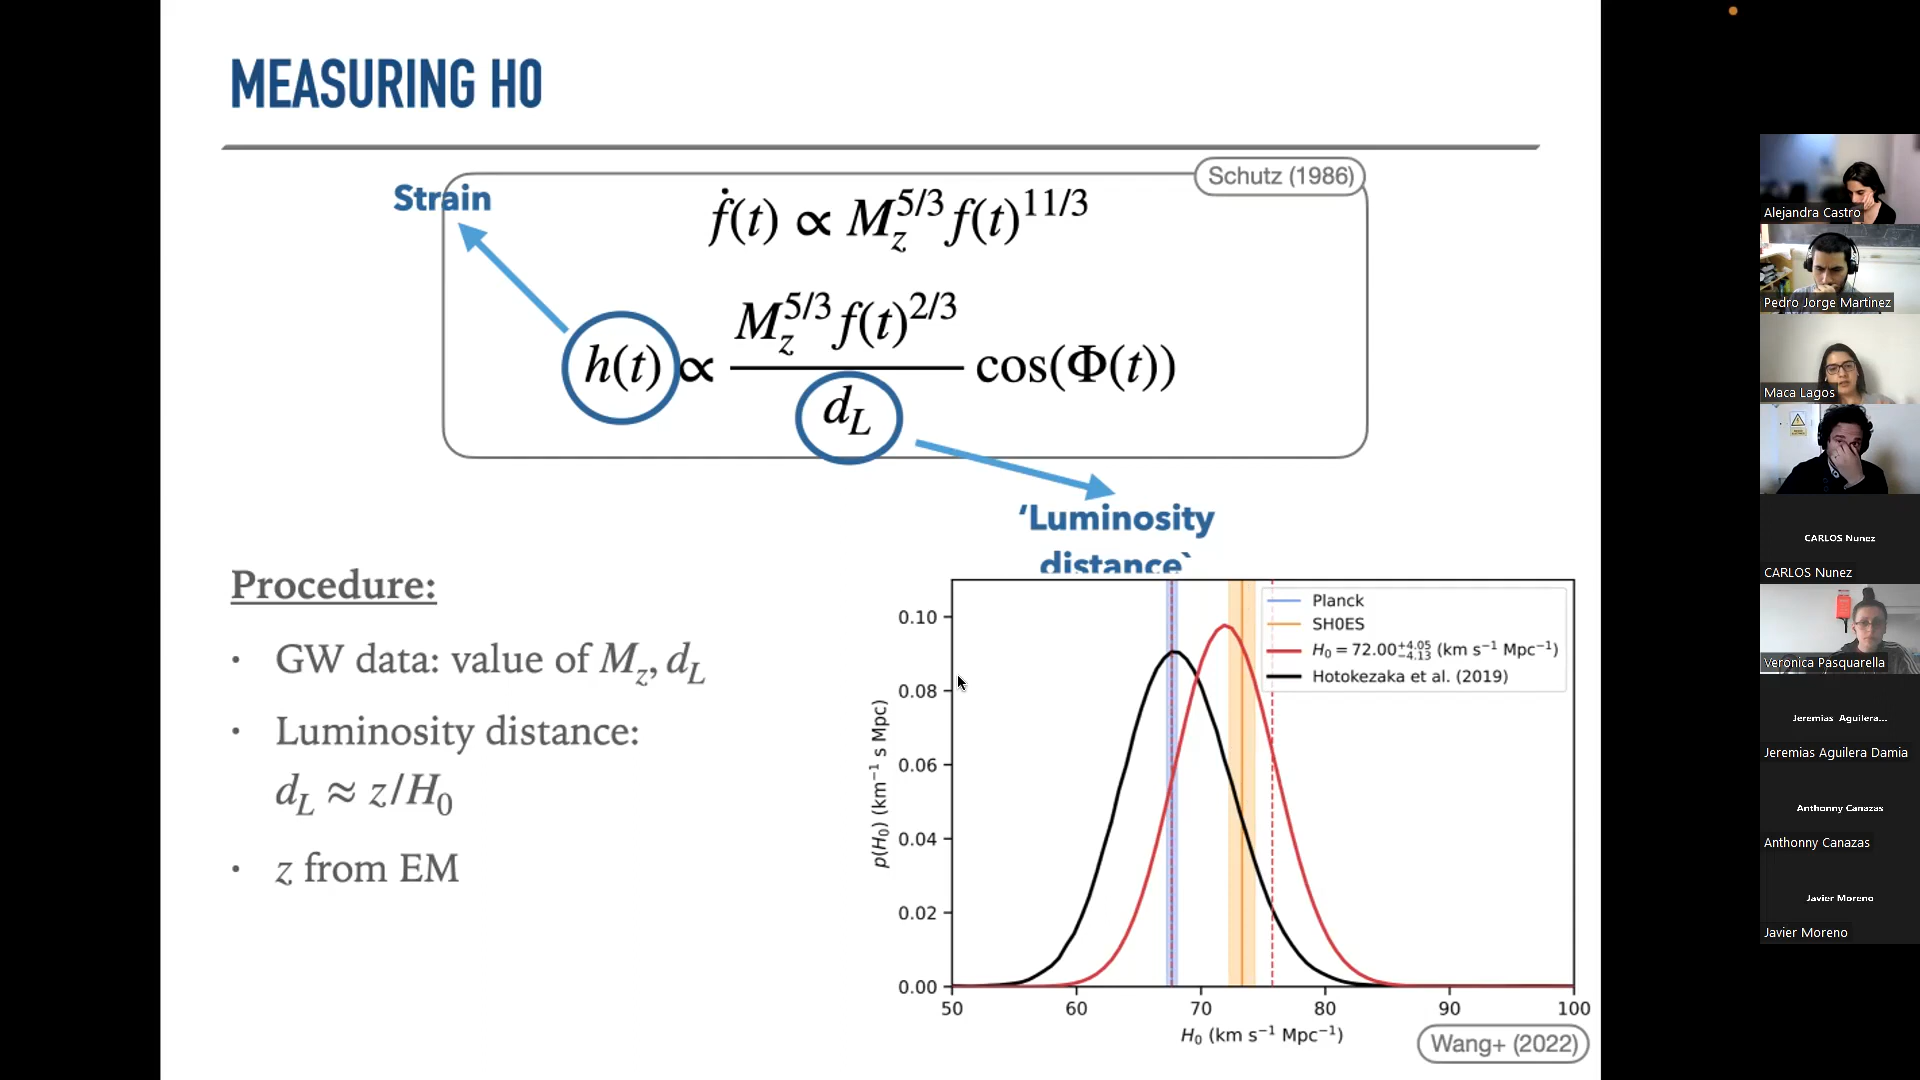 MEASURING H0
Schutz (1986)
Strain
ḟ(t) ∝ M_z^{5/3} f(t)^{11/3}
h(t) ∝ M_z^{5/3} f(t)^{2/3} / d_L cos(Φ(t))
‘Luminosity
distance`
Procedure:
• GW data: value of M_z, d_L
• Luminosity distance:
d_L ≈ z/H_0
• z from EM
Planck
SH0ES
H_0 = 72.00^{+4.05}_{−4.13} (km s^{−1} Mpc^{−1})
Hotokezaka et al. (2019)
p(H_0) (km^{−1} s Mpc)
0.10
0.08
0.06
0.04
0.02
0.00
50 60 70 80 90 100
H_0 (km s^{−1} Mpc^{−1})
Wang+ (2022)
Alejandra Castro
Pedro Jorge Martinez
Maca Lagos
CARLOS Nunez
CARLOS Nunez
Veronica Pasquarella
Jeremias Aguilera...
Jeremias Aguilera Damia
Anthonny Canazas
Anthonny Canazas
Javier Moreno
Javier Moreno